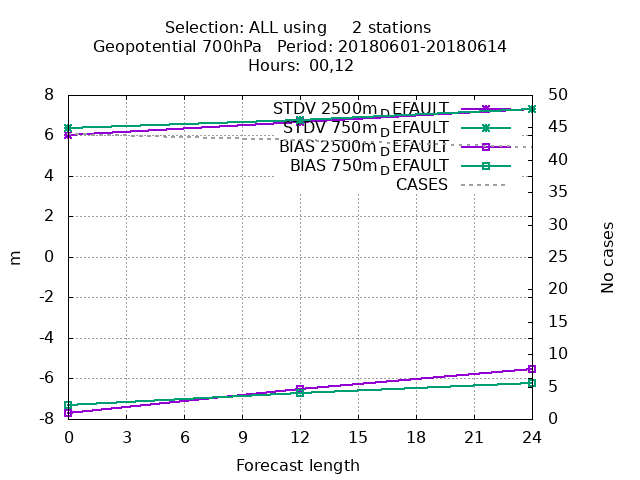 Selection: ALL using     2 stations
Geopotential 700hPa   Period: 20180601-20180614
Hours: 00,12
8
6
4
2
0
-2
-4
-6
-8
m
STDV 2500m_DEFAULT
STDV 750m_DEFAULT
BIAS 2500m_DEFAULT
BIAS 750m_DEFAULT
CASES
50
45
40
35
30
25
20
15
10
5
0
No cases
0 3 6 9 12 15 18 21 24
Forecast length